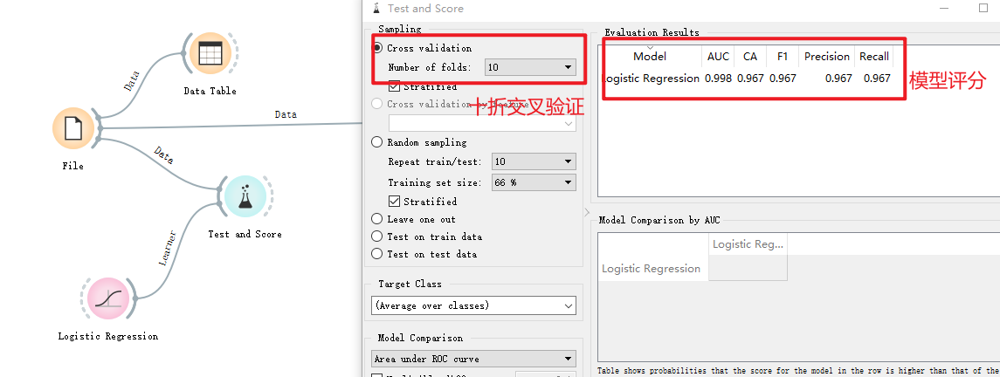 Test and Score
Sampling
Cross validation
Number of folds: 10
Stratified
Cross validation by feature
十折交叉验证
Random sampling
Repeat train/test: 10
Training set size: 66 %
Stratified
Leave one out
Test on train data
Test on test data
Target Class
(Average over classes)
Model Comparison
Area under ROC curve
Evaluation Results
Model AUC CA F1 Precision Recall
ogistic Regression 0.998 0.967 0.967 0.967 0.967
模型评分
Model Comparison by AUC
Logistic Reg...
Logistic Regression
Table shows probabilities that the score for the model in the row is higher than that of the
Data
Data Table
Data
File
Data
Test and Score
Learner
Logistic Regression